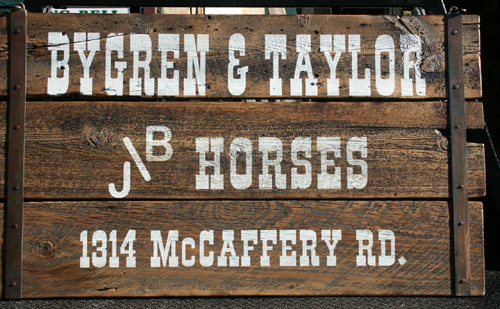 BYGREN & TAYLOR
J\B HORSES
1314 McCAFFERY RD.